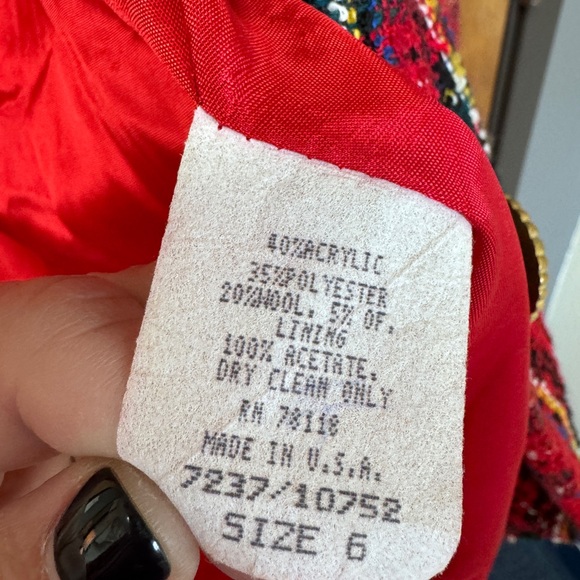 40%ACRYLIC
35%POLYESTER
20%WOOL, 5% OF.
LINING
100% ACETATE.
DRY CLEAN ONLY
RN 78118
MADE IN U.S.A.
7237/10752
SIZE 6